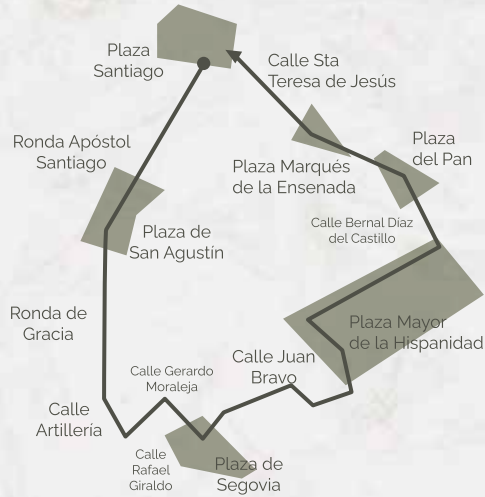 Plaza
Santiago
Calle Sta
Teresa de Jesús
Ronda Apóstol
Santiago
Plaza
del Pan
Plaza Marqués
de la Ensenada
Plaza de
San Agustín
Calle Bernal Díaz
del Castillo
Ronda de
Gracia
Plaza Mayor
de la Hispanidad
Calle Juan
Bravo
Calle Gerardo
Moraleja
Calle
Artillería
Calle
Rafael
Giraldo
Plaza de
Segovia